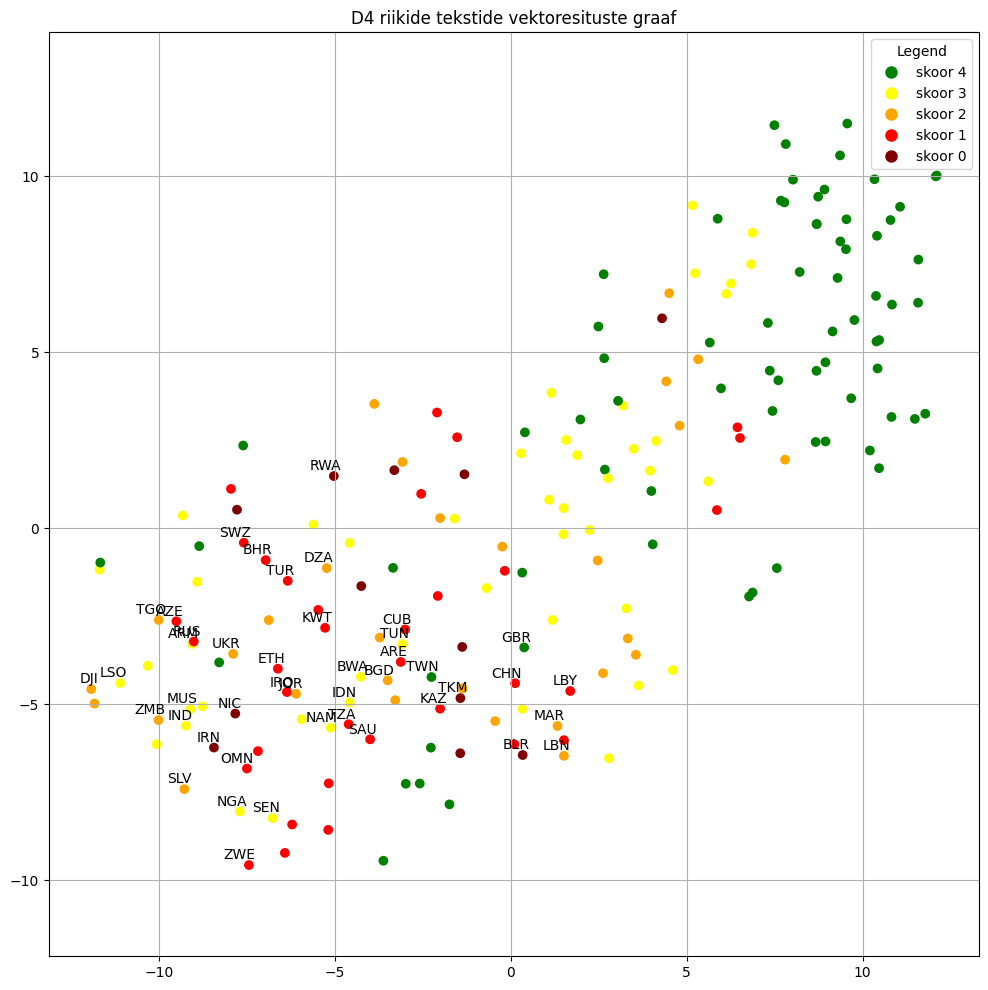 D4 riikide tekstide vektoresituste graaf
Legend
skoor 4
skoor 3
skoor 2
skoor 1
skoor 0
10
5
0
−5
−10
RWA
SWZ
BHR
DZA
TUR
TGO
AZE
KWT
CUB
ARM
RUS
TUN
UKR
GBR
ETH
ARE
LSO
BWA
TWN
DJI
IRQ
JOR
BGD
CHN
LBY
TKM
MUS
NIC
IDN
KAZ
ZMB
IND
NAM
TZA
MAR
IRN
SAU
BLR
LBN
OMN
SLV
NGA
SEN
ZWE
−10
−5
0
5
10